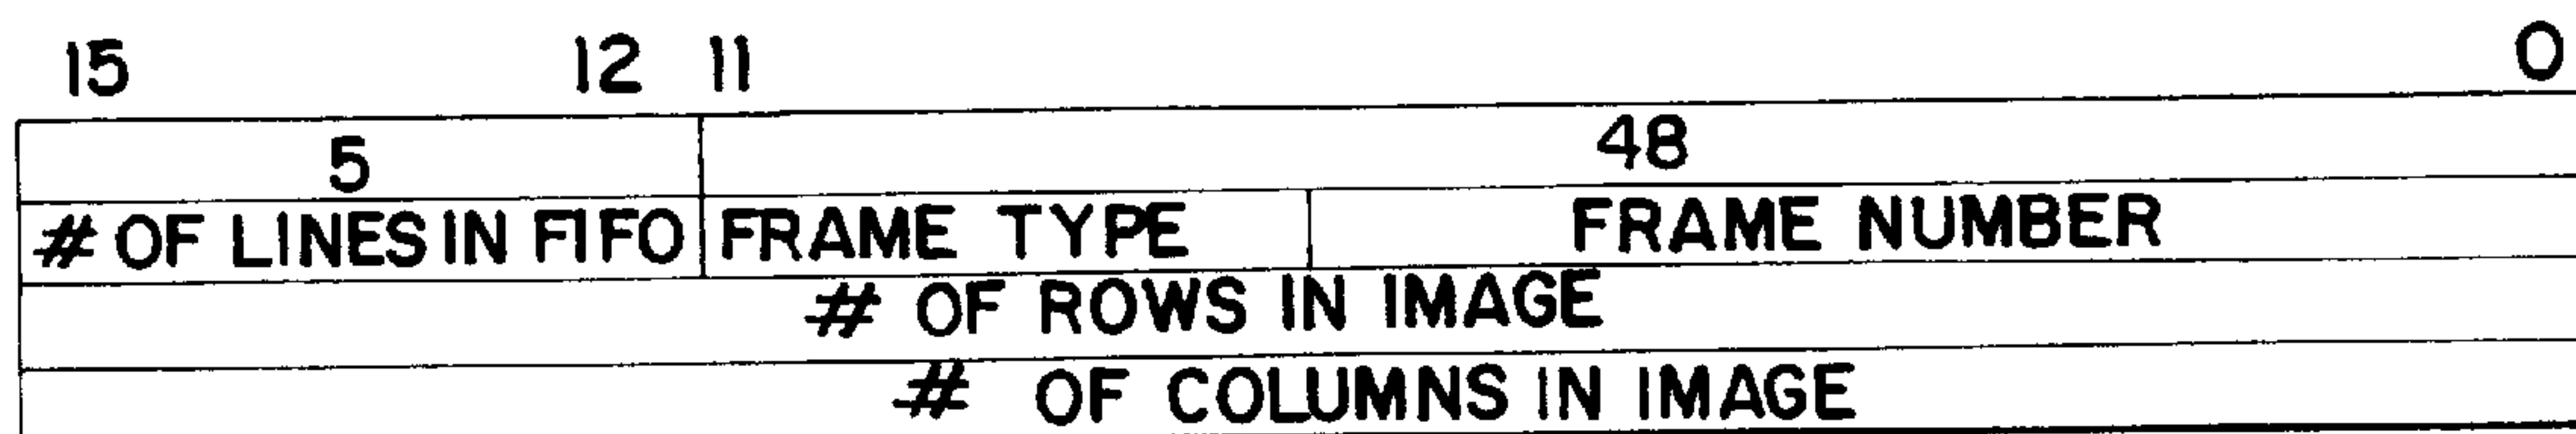 15 12 11 0
5 48
# OF LINES IN FIFO FRAME TYPE FRAME NUMBER
# OF ROWS IN IMAGE
# OF COLUMNS IN IMAGE